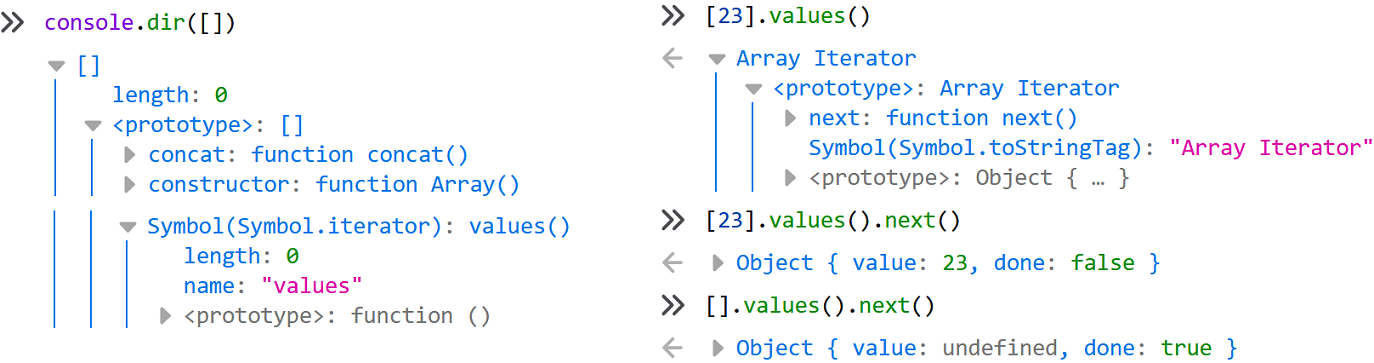 console.dir([])
[]
length: 0
<prototype>: []
concat: function concat()
constructor: function Array()
Symbol(Symbol.iterator): values()
length: 0
name: "values"
<prototype>: function ()
[23].values()
Array Iterator
<prototype>: Array Iterator
next: function next()
Symbol(Symbol.toStringTag): "Array Iterator"
<prototype>: Object { … }
[23].values().next()
Object { value: 23, done: false }
[].values().next()
Object { value: undefined, done: true }